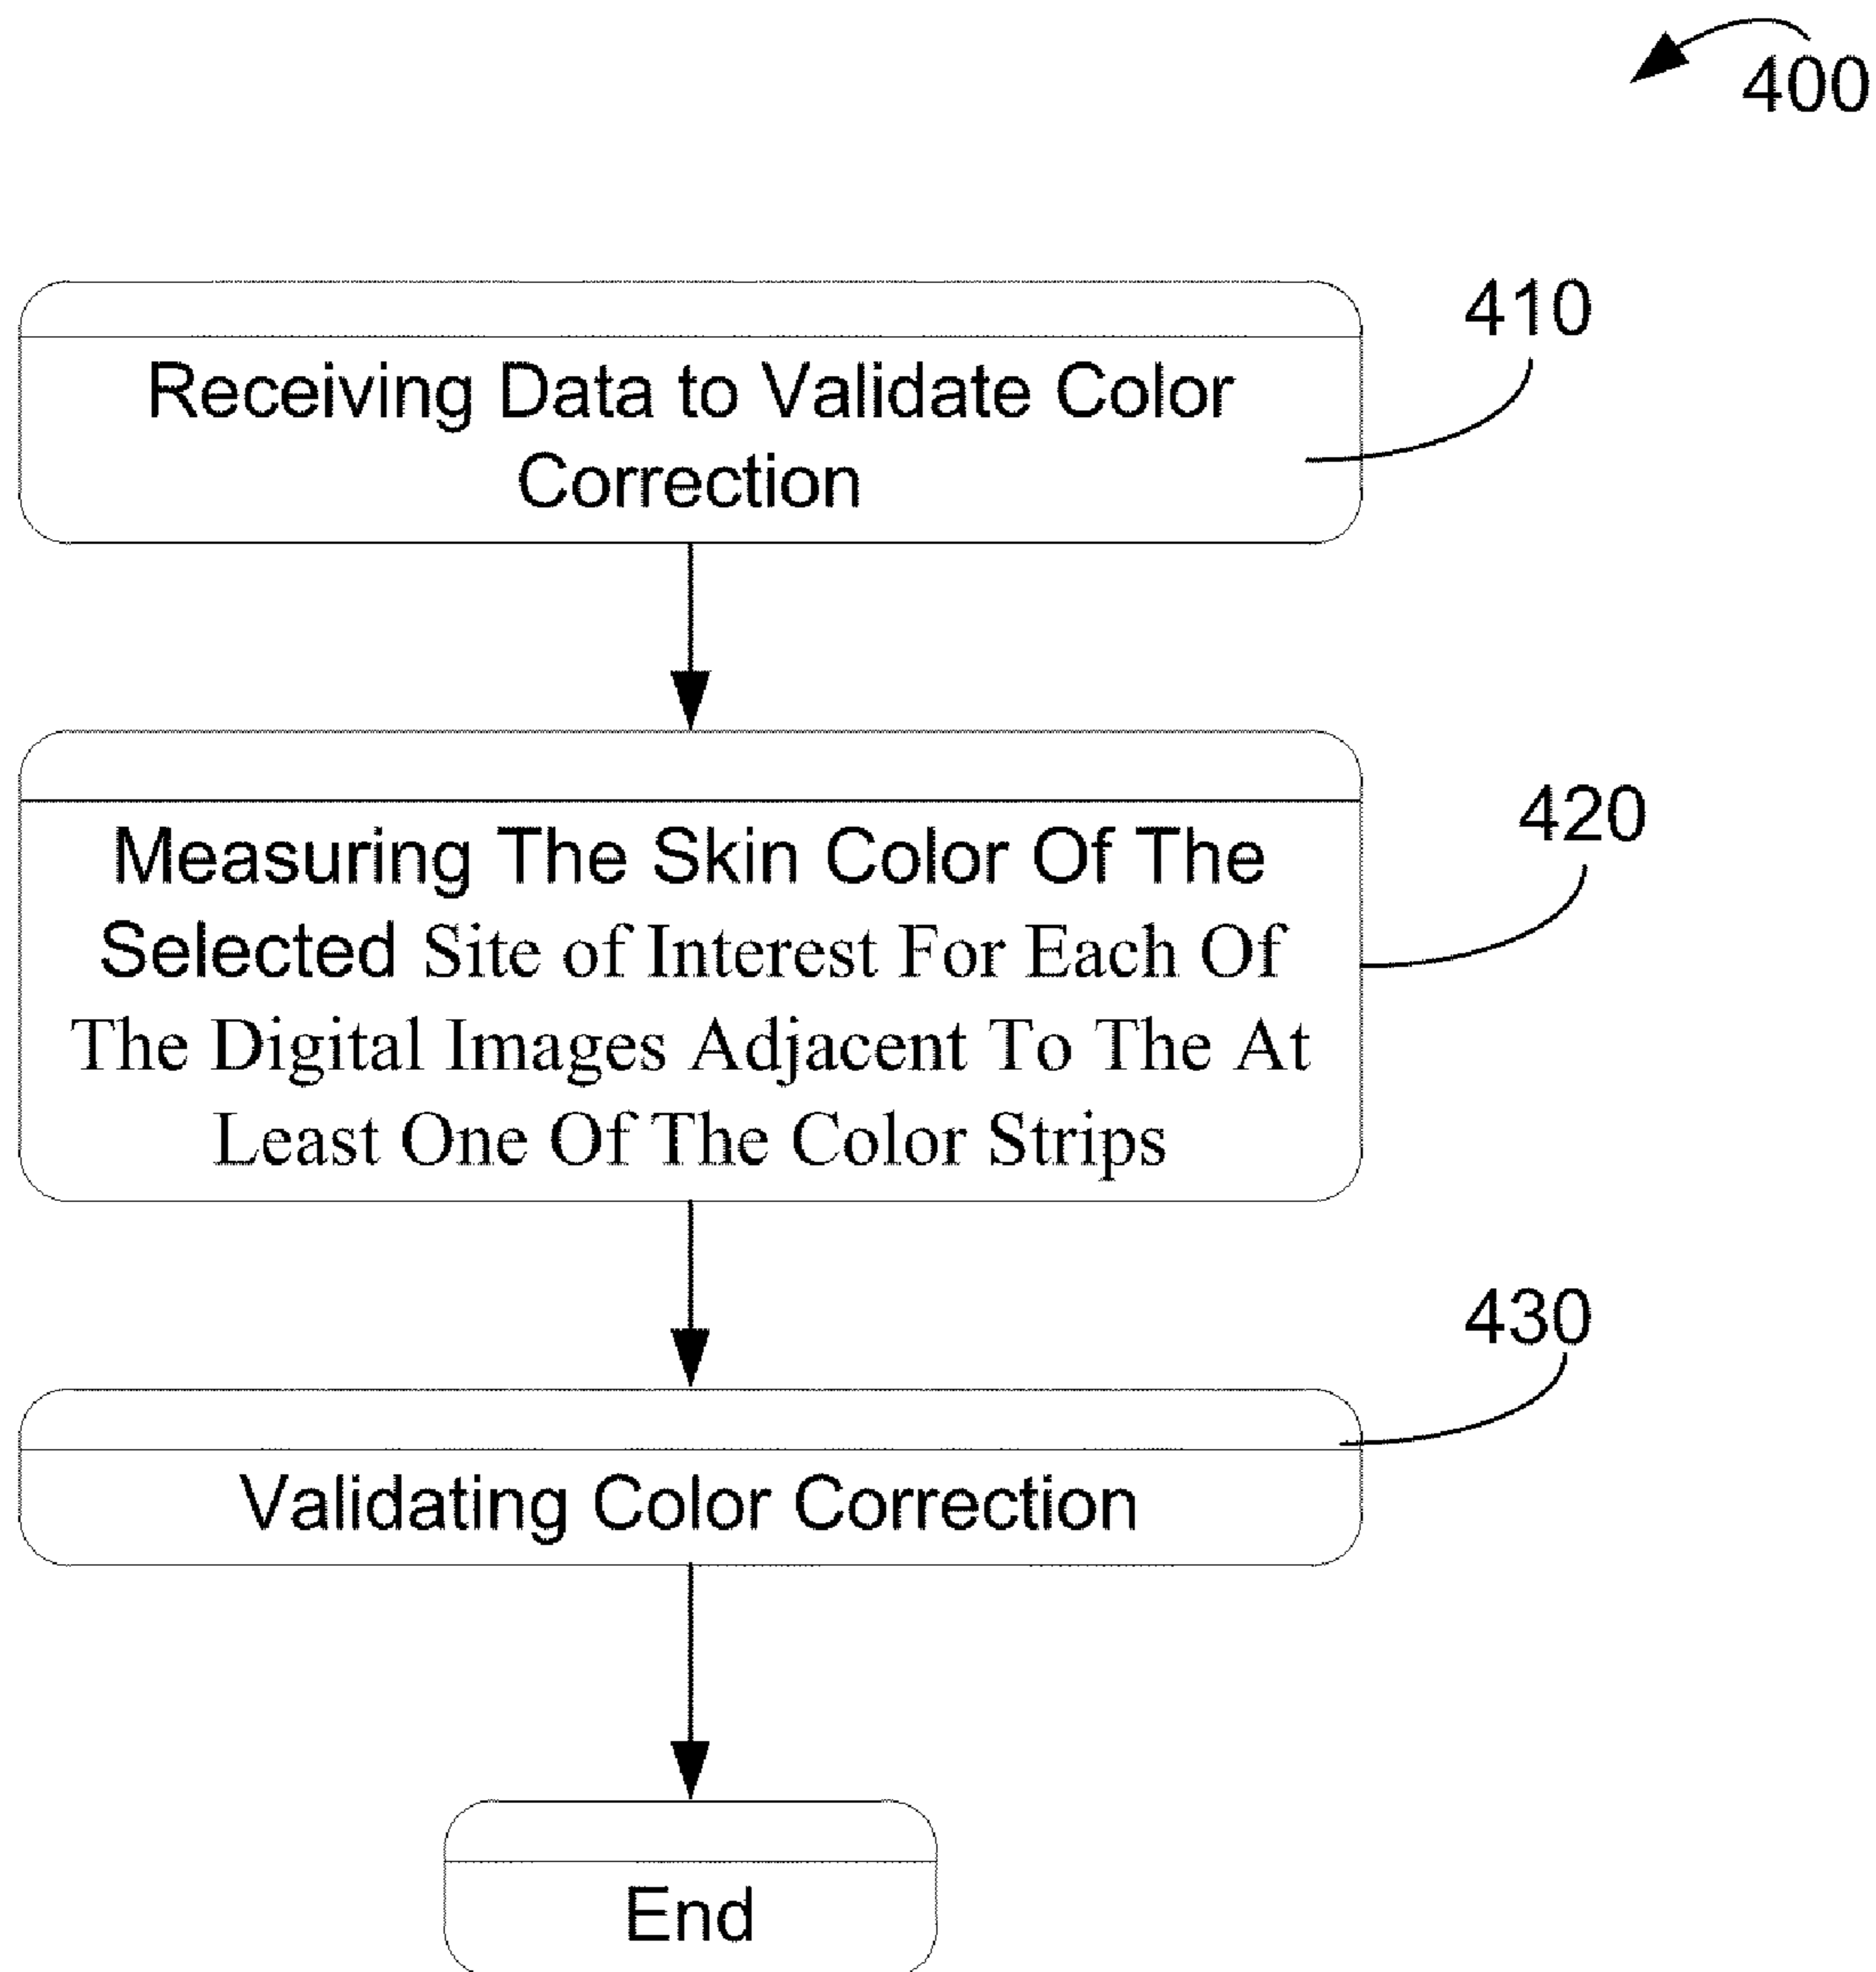 400
410
Receiving Data to Validate Color
Correction
420
Measuring The Skin Color Of The
Selected Site of Interest For Each Of
The Digital Images Adjacent To The At
Least One Of The Color Strips
430
Validating Color Correction
End